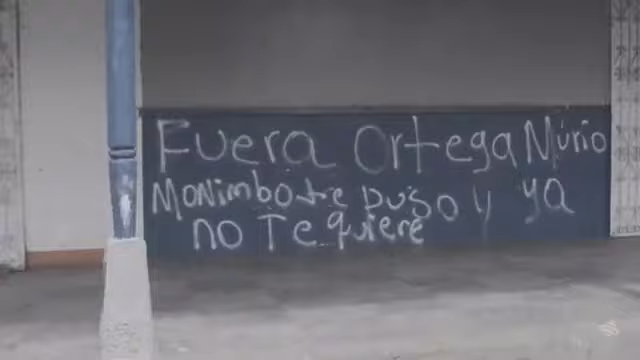 Fuera Ortega Murio
Monimbo te puso y ya
no Te quiere